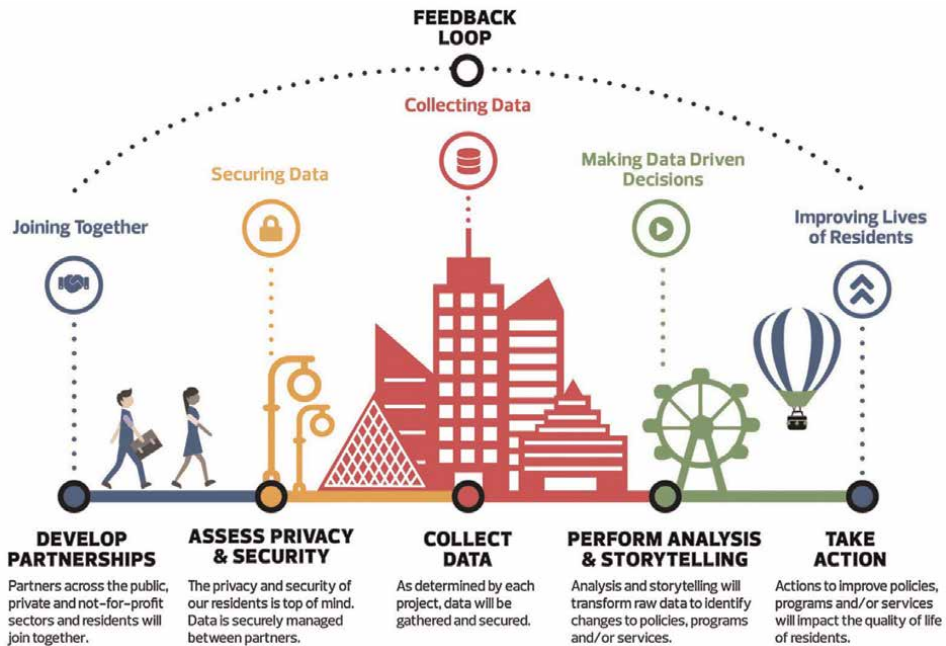 FEEDBACK
LOOP
Collecting Data
Securing Data
Making Data Driven
Decisions
Joining Together
Improving Lives
of Residents
DEVELOP
PARTNERSHIPS
Partners across the public,
private and not-for-profit
sectors and residents will
join together.
ASSESS PRIVACY
& SECURITY
The privacy and security of
our residents is top of mind.
Data is securely managed
between partners.
COLLECT
DATA
As determined by each
project, data will be
gathered and secured.
PERFORM ANALYSIS
& STORYTELLING
Analysis and storytelling will
transform raw data to identify
changes to policies, programs
and/or services.
TAKE
ACTION
Actions to improve policies,
programs and/or services
will impact the quality of life
of residents.